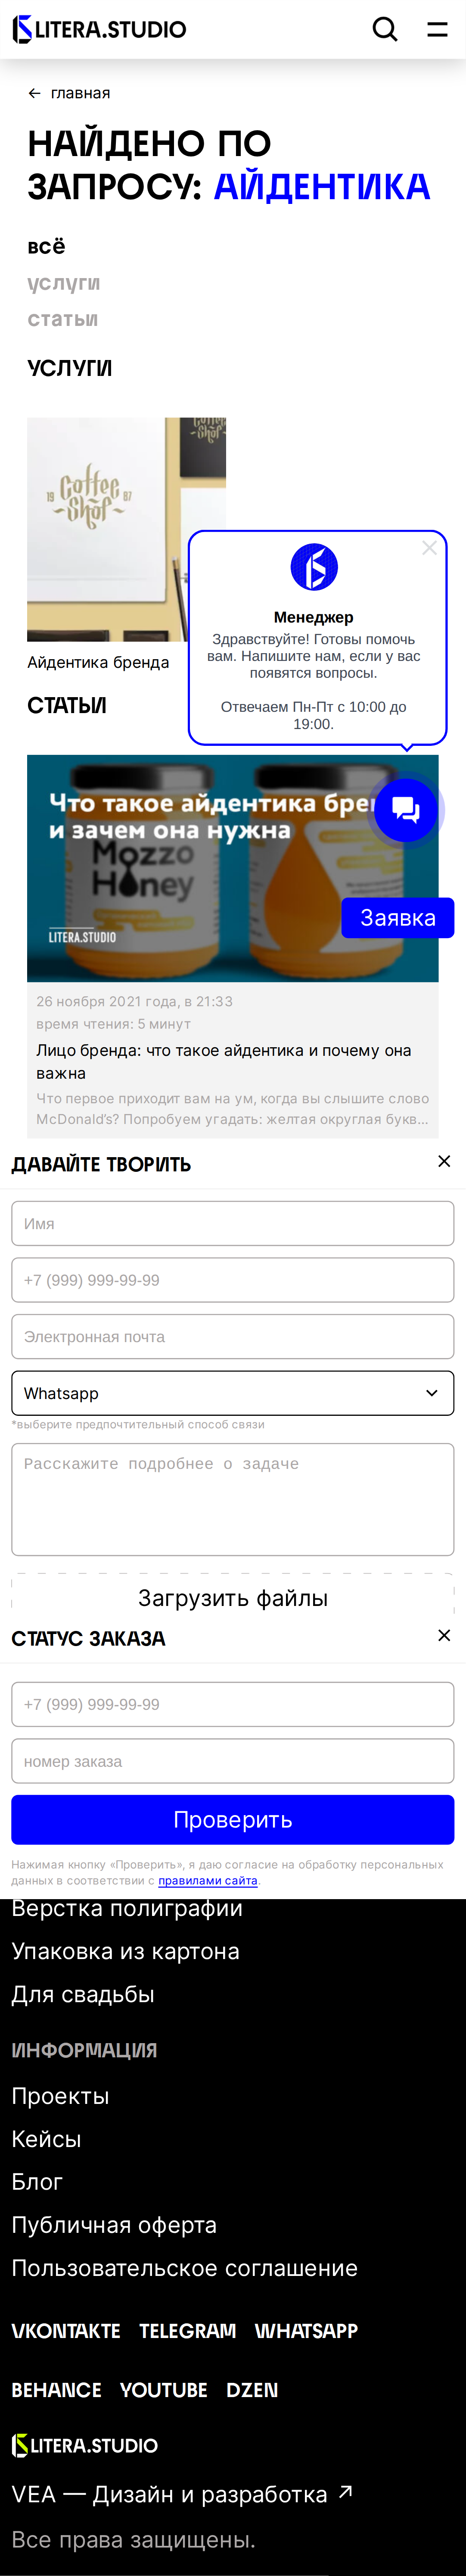 LITERA.STUDIO
← главная
НАЙДЕНО ПО
ЗАПРОСУ: АЙДЕНТИКА
всё
услуги
статьи
УСЛУГИ
Coffee
19 87
Shop
Айдентика бренда
Менеджер
Здравствуйте! Готовы помочь
вам. Напишите нам, если у вас
появятся вопросы.
Отвечаем Пн-Пт с 10:00 до
19:00.
СТАТЬИ
Что такое айдентика
и зачем она нужна
Mozzo
Honey
LITERA.STUDIO
Заявка
26 ноября 2021 года, в 21:33
время чтения: 5 минут
Лицо бренда: что такое айдентика и почему она
важна
Что первое приходит вам на ум, когда вы слышите слово
McDonald’s? Попробуем угадать: желтая округлая букв...
ДАВАЙТЕ ТВОРИТЬ
Имя
+7 (999) 999-99-99
Электронная почта
Whatsapp
*выберите предпочтительный способ связи
Расскажите подробнее о задаче
Загрузить файлы
СТАТУС ЗАКАЗА
+7 (999) 999-99-99
номер заказа
Проверить
Нажимая кнопку «Проверить», я даю согласие на обработку персональных
данных в соответствии с правилами сайта.
Верстка полиграфии
Упаковка из картона
Для свадьбы
ИНФОРМАЦИЯ
Проекты
Кейсы
Блог
Публичная оферта
Пользовательское соглашение
VKONTAKTE TELEGRAM WHATSAPP
BEHANCE YOUTUBE DZEN
LITERA.STUDIO
VEA — Дизайн и разработка ↗
Все права защищены.